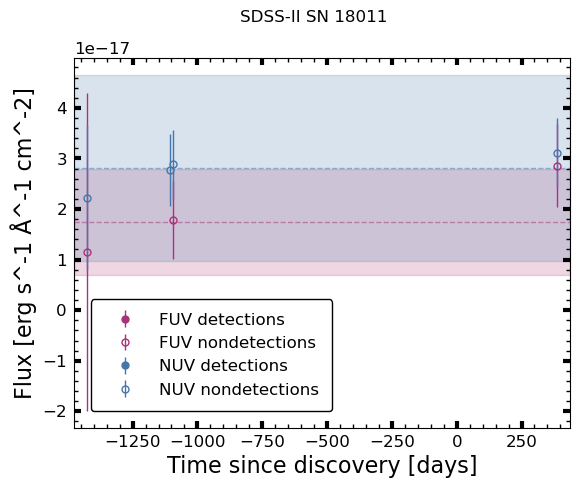 SDSS-II SN 18011
1e−17
Flux [erg s^-1 Å^-1 cm^-2]
4
3
2
1
0
−1
−2
FUV detections
FUV nondetections
NUV detections
NUV nondetections
−1250 −1000 −750 −500 −250 0 250
Time since discovery [days]